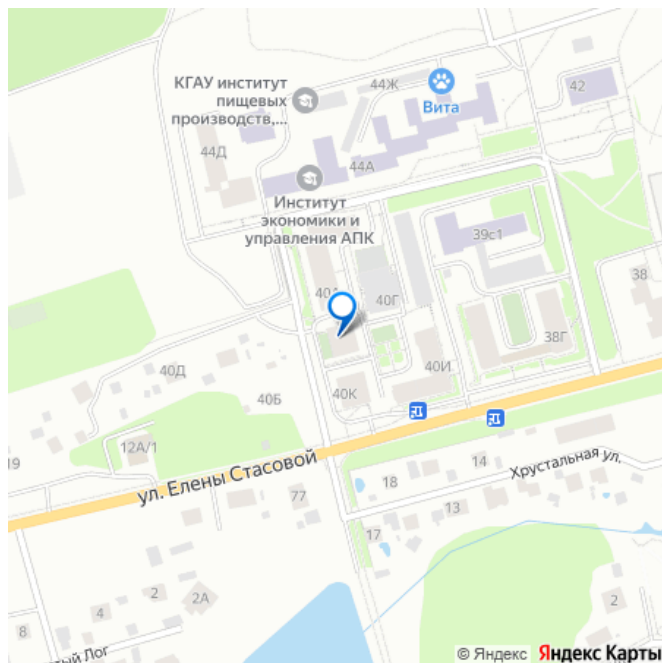 КГАУ институт
пищевых
производств,...
44Ж
Вита
42
44Д
44А
Институт
экономики и
управления АПК
39с1
38
40Г
38Г
40И
40Д
40К
40Б
12А/1
19
ул. Елены Стасовой
77
18
14
Хрустальная ул.
13
17
2
4
2А
8
2
тый Лог
© Яндекс Яндекс Карты